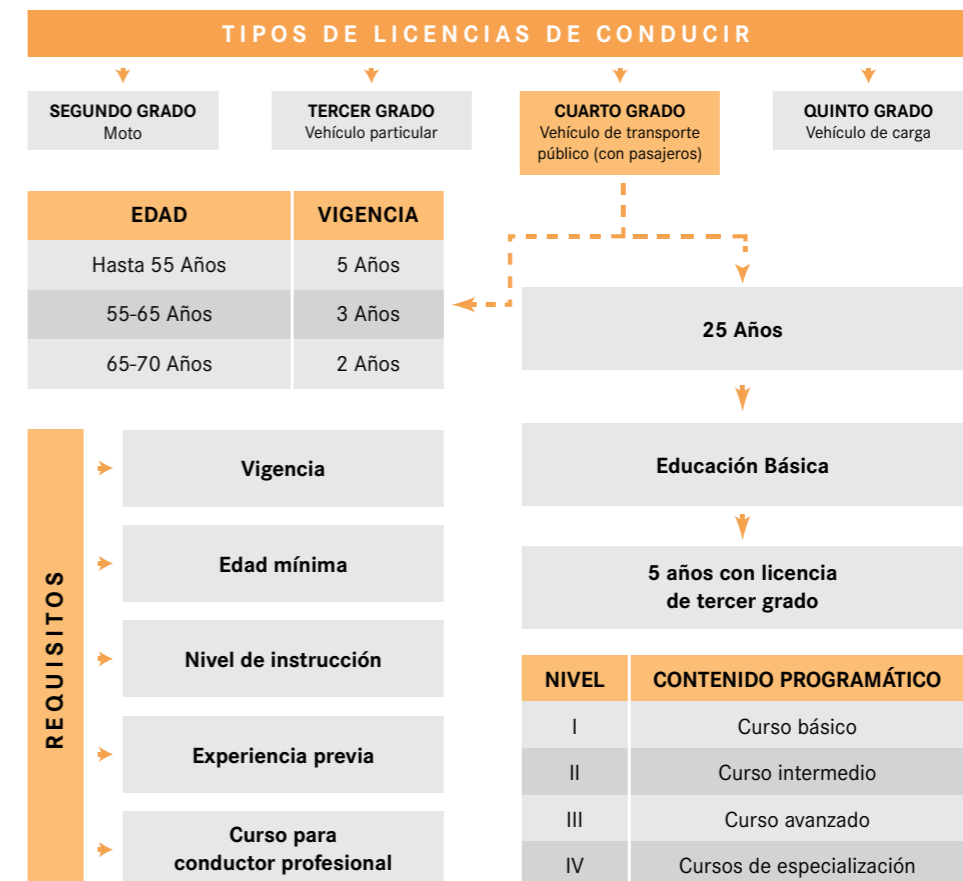 TIPOS DE LICENCIAS DE CONDUCIR
SEGUNDO GRADO
Moto
TERCER GRADO
Vehículo particular
CUARTO GRADO
Vehículo de transporte
público (con pasajeros)
QUINTO GRADO
Vehículo de carga
EDAD VIGENCIA
Hasta 55 Años 5 Años
55-65 Años 3 Años
65-70 Años 2 Años
25 Años
Educación Básica
5 años con licencia
de tercer grado
REQUISITOS
Vigencia
Edad mínima
Nivel de instrucción
Experiencia previa
Curso para
conductor profesional
NIVEL CONTENIDO PROGRAMÁTICO
I Curso básico
II Curso intermedio
III Curso avanzado
IV Cursos de especialización